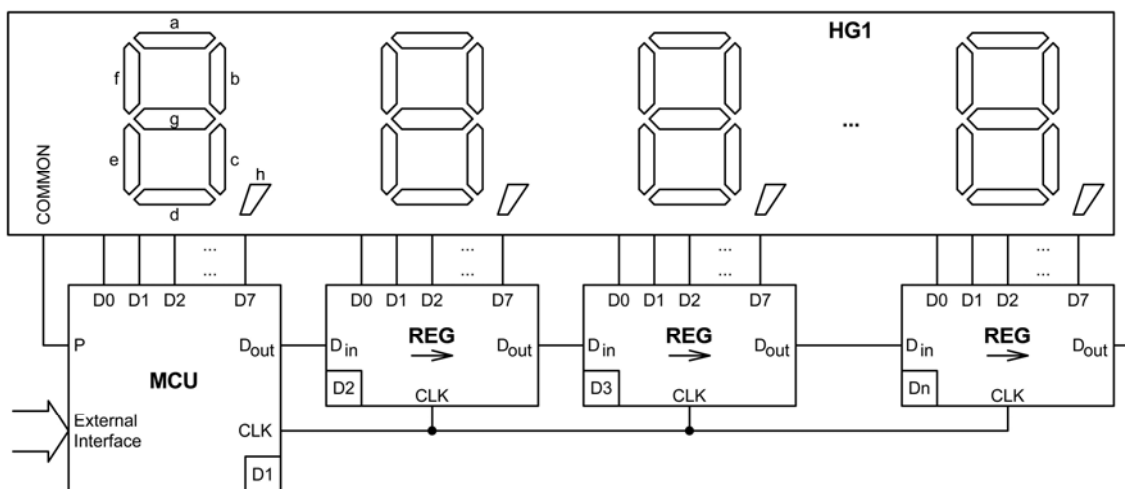 HG1
a
f
b
g
e
c
h
d
...
COMMON
... ... ... ...
... ... ... ...
D0 D1 D2 D7
D0 D1 D2 D7
D0 D1 D2 D7
D0 D1 D2 D7
P
Dout
MCU
External
Interface
CLK
D1
REG
Din
Dout
D2
CLK
REG
Din
Dout
D3
CLK
REG
Din
Dout
Dn
CLK